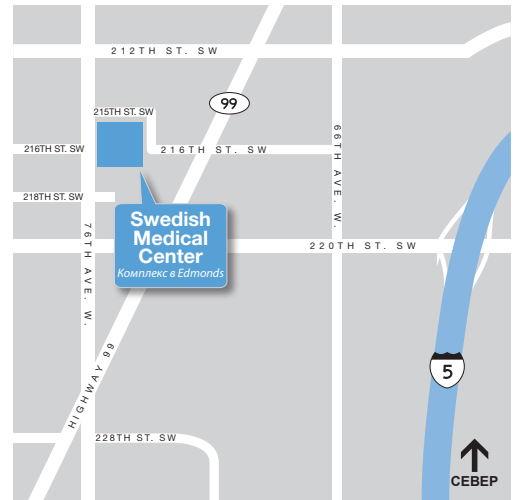 212TH ST. SW
99
215TH ST. SW
216TH ST. SW
216TH ST. SW
66TH AVE. W.
218TH ST. SW
Swedish
Medical
Center
Комплекс в Edmonds
76TH AVE. W.
220TH ST. SW
HIGHWAY 99
5
228TH ST. SW
СЕВЕР